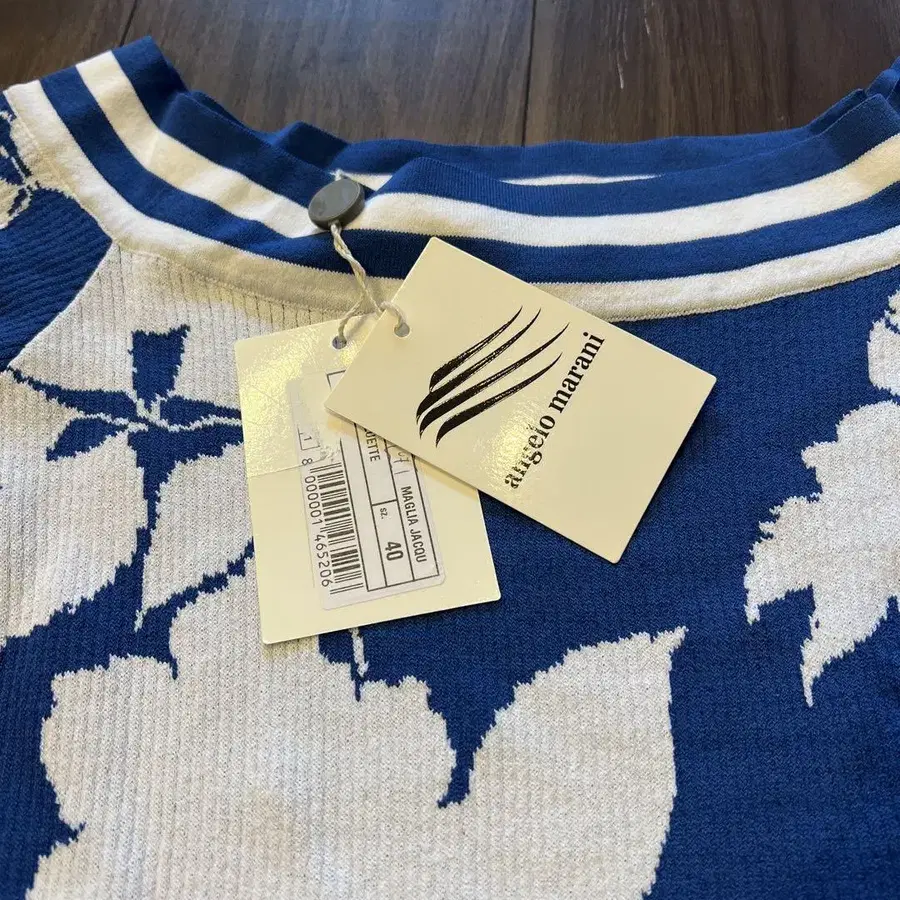 angelo marani
MAGLIA JACQU
sz.
40
8 000001 465206